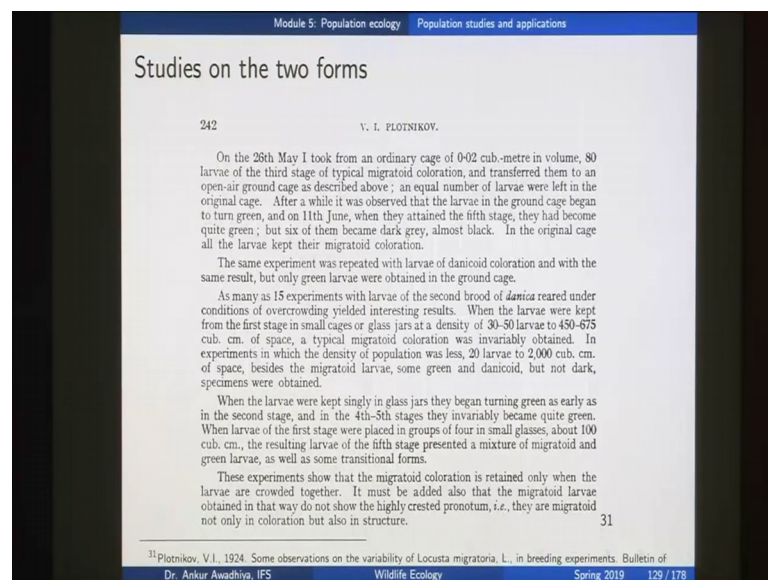 Module 5: Population ecology Population studies and applications
Studies on the two forms
242 V. I. PLOTNIKOV.
On the 26th May I took from an ordinary cage of 0·02 cub.-metre in volume, 80
larvae of the third stage of typical migratoid coloration, and transferred them to an
open-air ground cage as described above ; an equal number of larvae were left in the
original cage. After a while it was observed that the larvae in the ground cage began
to turn green, and on 11th June, when they attained the fifth stage, they had become
quite green ; but six of them became dark grey, almost black. In the original cage
all the larvae kept their migratoid coloration.
The same experiment was repeated with larvae of danicoid coloration and with the
same result, but only green larvae were obtained in the ground cage.
As many as 15 experiments with larvae of the second brood of danica reared under
conditions of overcrowding yielded interesting results. When the larvae were kept
from the first stage in small cages or glass jars at a density of 30–50 larvae to 450–675
cub. cm. of space, a typical migratoid coloration was invariably obtained. In
experiments in which the density of population was less, 20 larvae to 2,000 cub. cm.
of space, besides the migratoid larvae, some green and danicoid, but not dark,
specimens were obtained.
When the larvae were kept singly in glass jars they began turning green as early as
in the second stage, and in the 4th–5th stages they invariably became quite green.
When larvae of the first stage were placed in groups of four in small glasses, about 100
cub. cm., the resulting larvae of the fifth stage presented a mixture of migratoid and
green larvae, as well as some transitional forms.
These experiments show that the migratoid coloration is retained only when the
larvae are crowded together. It must be added also that the migratoid larvae
obtained in that way do not show the highly crested pronotum, i.e., they are migratoid
not only in coloration but also in structure. 31
31 Plotnikov, V.I., 1924. Some observations on the variability of Locusta migratoria, L., in breeding experiments. Bulletin of
Dr. Ankur Awadhiya, IFS Wildlife Ecology Spring 2019 129 / 178